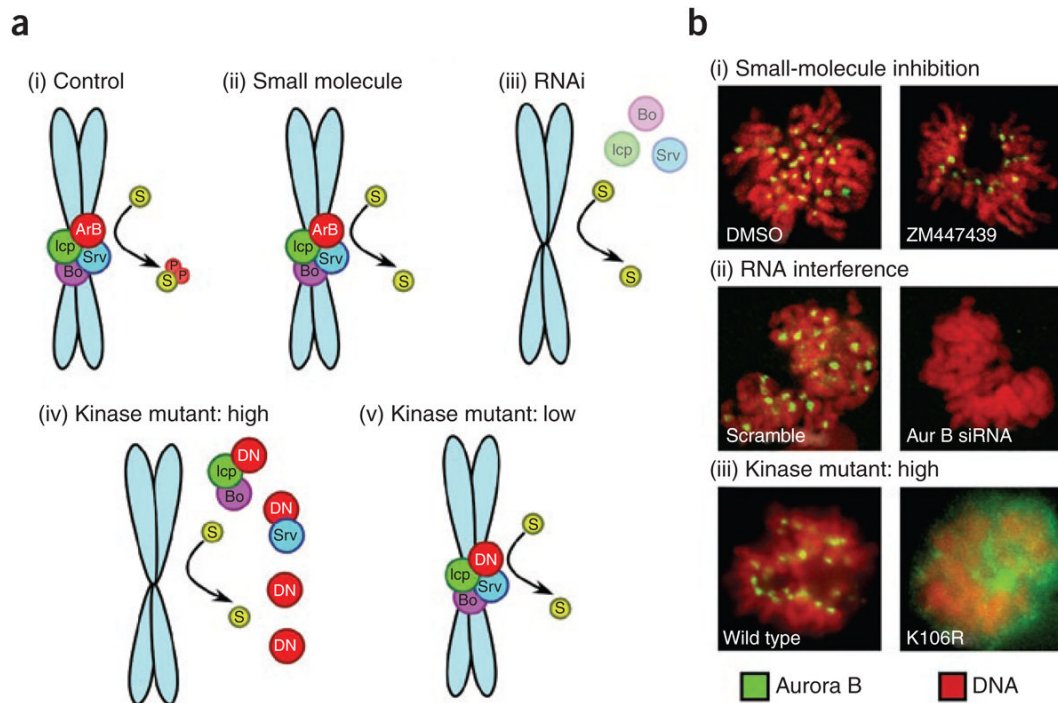 a
b
(i) Control
(ii) Small molecule
(iii) RNAi
Bo
Icp
Srv
S
S
S
ArB
Icp
Srv
Bo
P
P
S
ArB
Icp
Srv
Bo
S
S
(iv) Kinase mutant: high
(v) Kinase mutant: low
DN
Icp
Bo
DN
Srv
S
S
DN
DN
S
DN
Icp
Srv
Bo
S
(i) Small-molecule inhibition
DMSO
ZM447439
(ii) RNA interference
Scramble
Aur B siRNA
(iii) Kinase mutant: high
Wild type
K106R
Aurora B
DNA